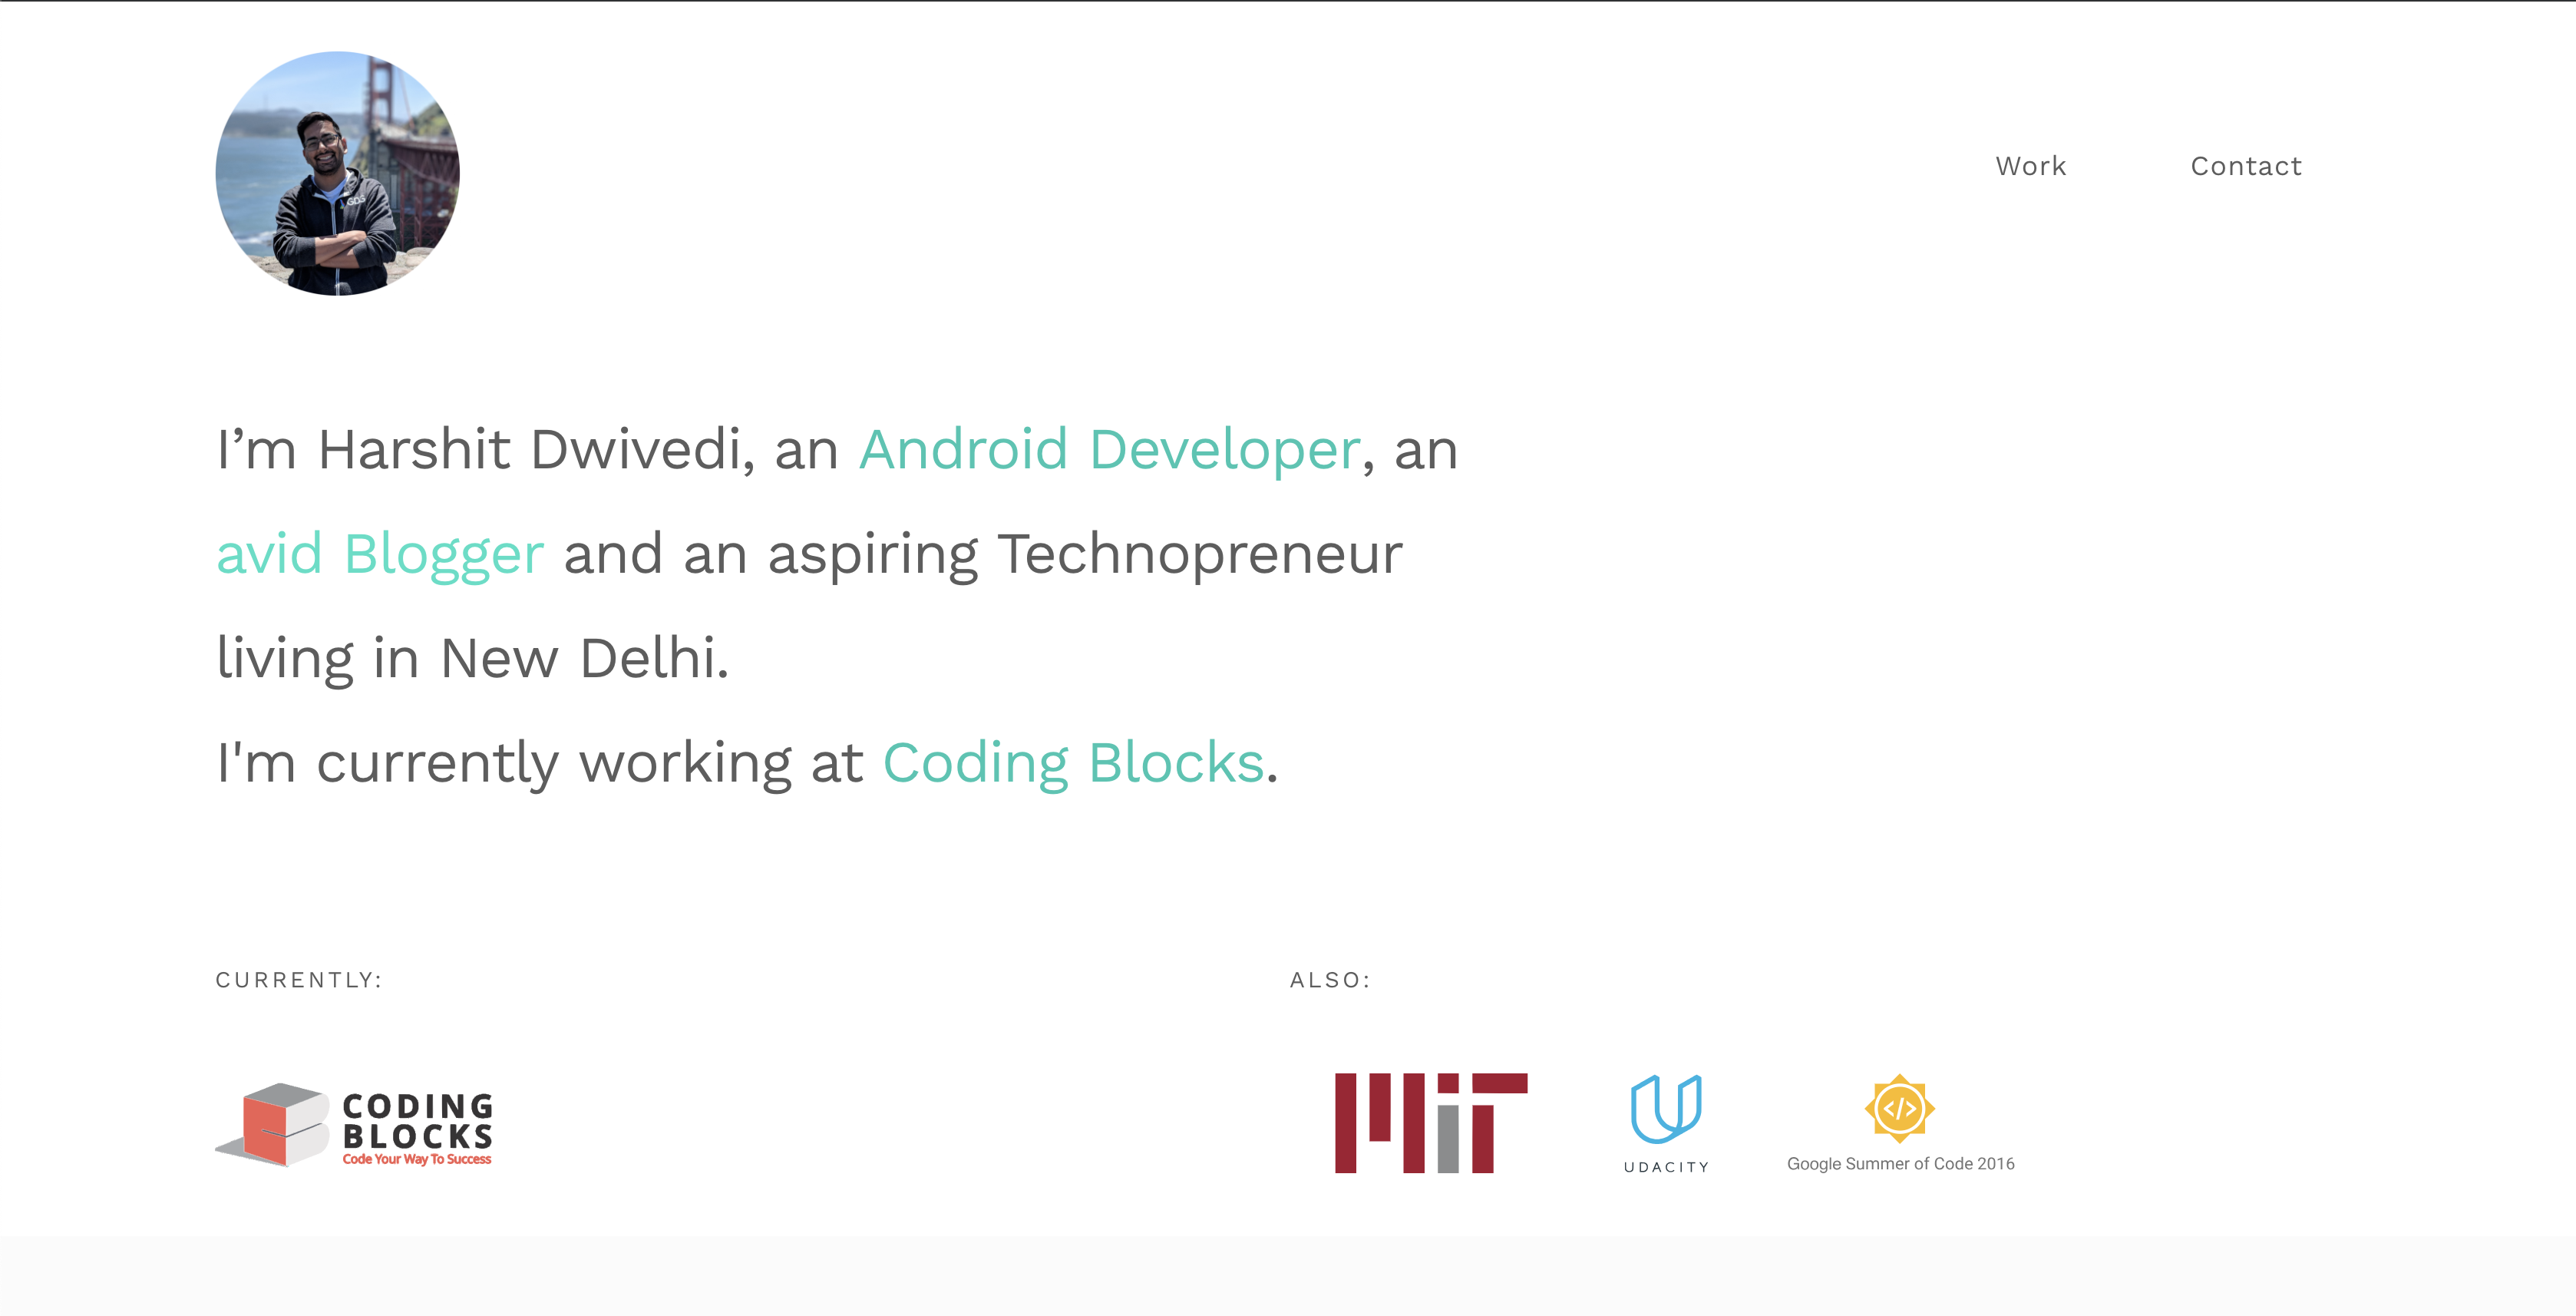 GDG
Work
Contact
I’m Harshit Dwivedi, an Android Developer, an
avid Blogger and an aspiring Technopreneur
living in New Delhi.
I'm currently working at Coding Blocks.
CURRENTLY:
ALSO:
CODING
BLOCKS
Code Your Way To Success
MIT
UDACITY
Google Summer of Code 2016